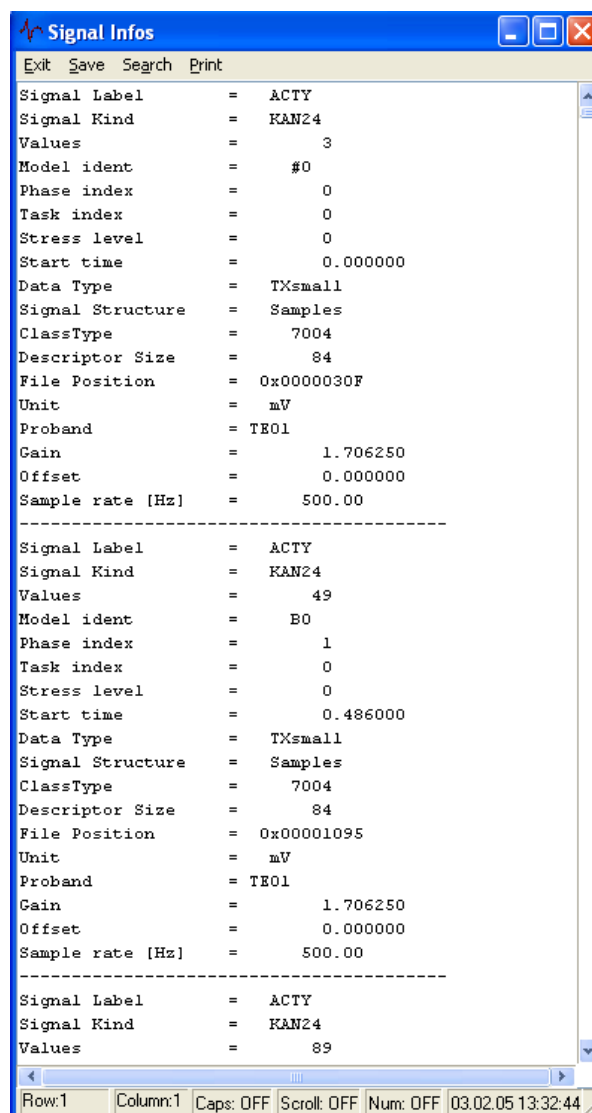 Signal Infos
Exit Save Search Print
Signal Label = ACTY
Signal Kind = KAN24
Values = 3
Model ident = #0
Phase index = 0
Task index = 0
Stress level = 0
Start time = 0.000000
Data Type = TXsmall
Signal Structure = Samples
ClassType = 7004
Descriptor Size = 84
File Position = 0x0000030F
Unit = mV
Proband = TE01
Gain = 1.706250
Offset = 0.000000
Sample rate [Hz] = 500.00
------------------------------------------
Signal Label = ACTY
Signal Kind = KAN24
Values = 49
Model ident = B0
Phase index = 1
Task index = 0
Stress level = 0
Start time = 0.486000
Data Type = TXsmall
Signal Structure = Samples
ClassType = 7004
Descriptor Size = 84
File Position = 0x00001095
Unit = mV
Proband = TE01
Gain = 1.706250
Offset = 0.000000
Sample rate [Hz] = 500.00
------------------------------------------
Signal Label = ACTY
Signal Kind = KAN24
Values = 89
Row:1 Column:1 Caps: OFF Scroll: OFF Num: OFF 03.02.05 13:32:44